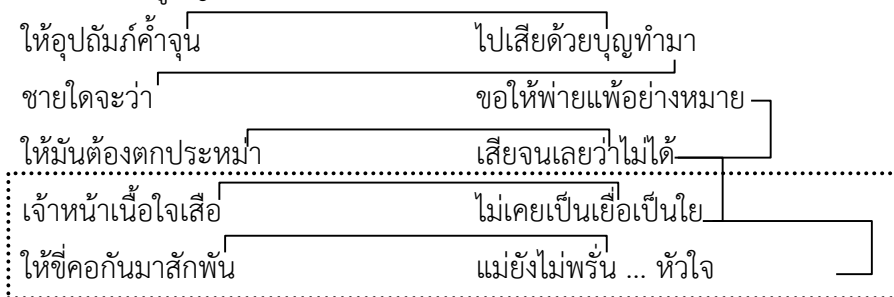 ให้อุปถัมภ์ค้ำจุน ไปเสียด้วยบุญทำมา
ชายใดจะว่า ขอให้พ่ายแพ้อย่างหมาย
ให้มันต้องตกประหม่า เสียจนเลยว่าไม่ได้
เจ้าหน้าเนื้อใจเสือ ไม่เคยเป็นเยื่อเป็นใย
ให้ขี่คอกันมาสักพัน แม่ยังไม่พรั่น ... หัวใจ